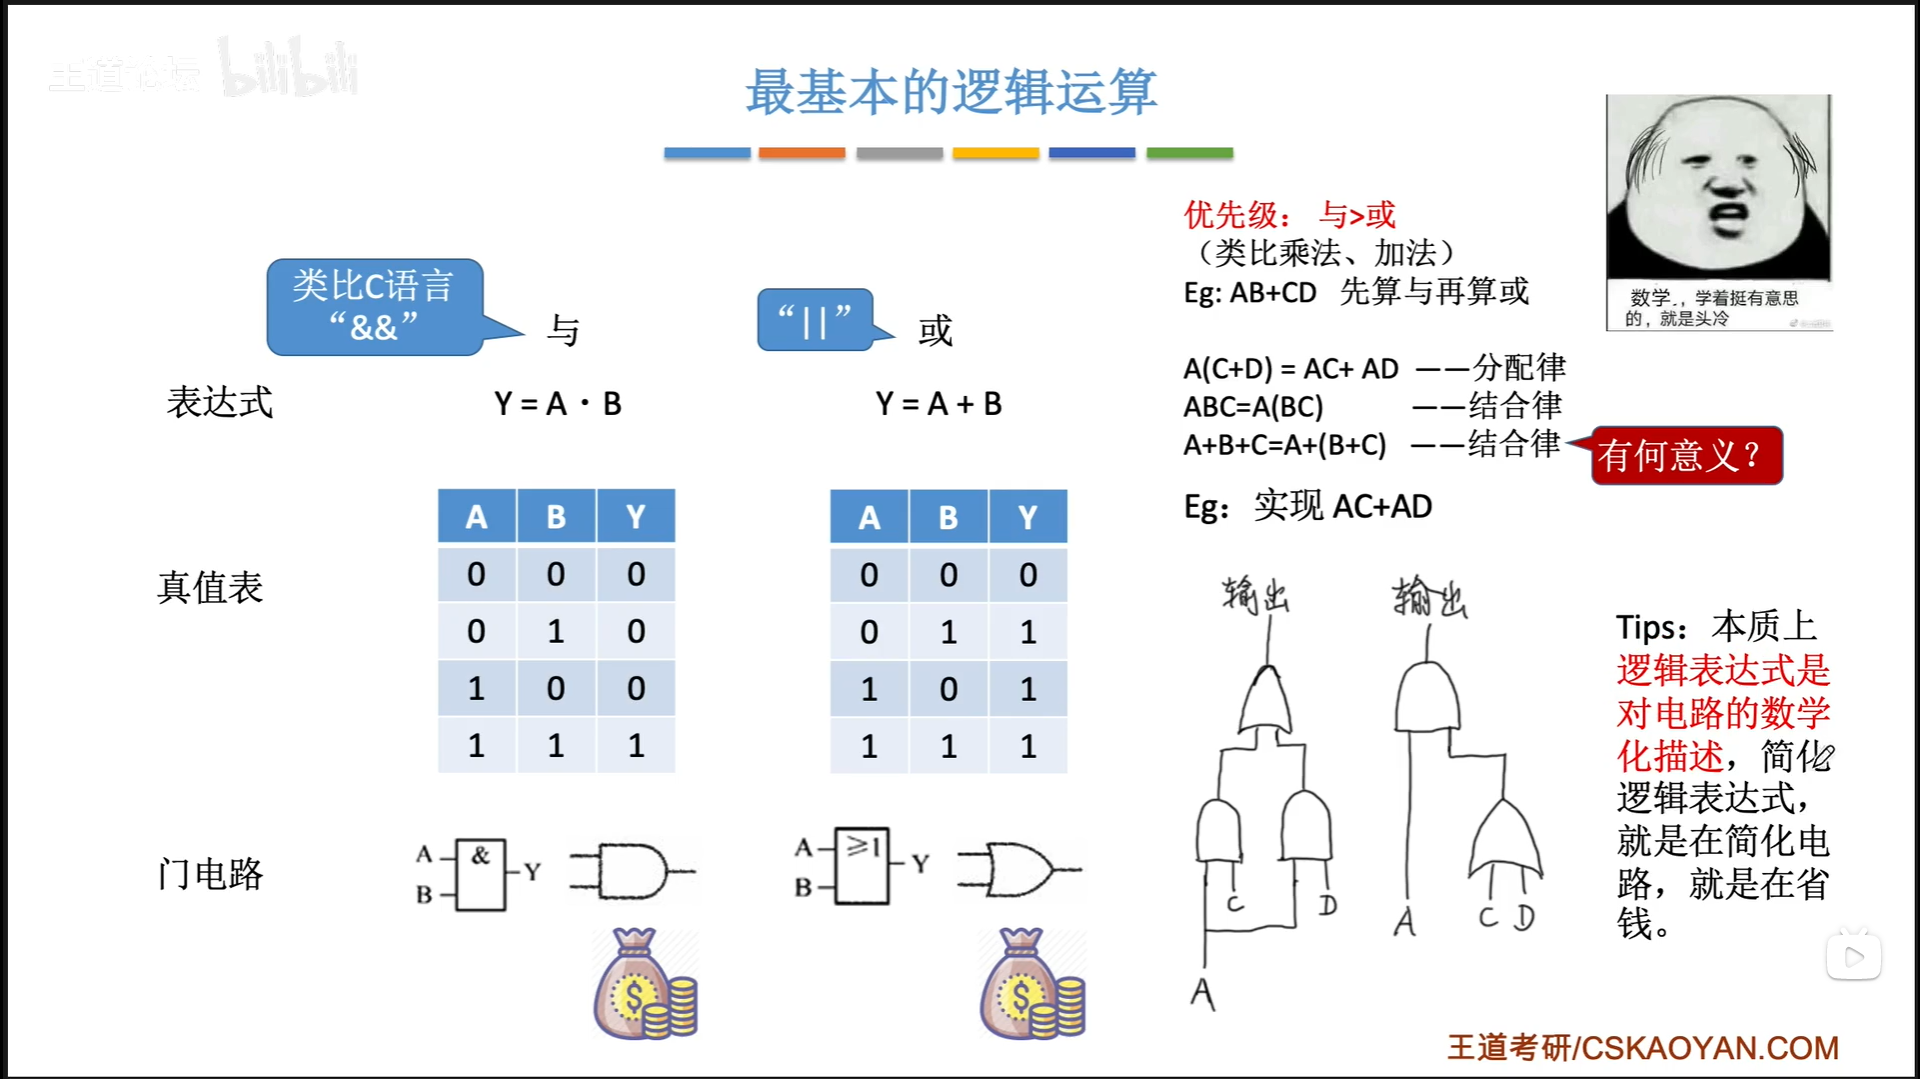 王道论坛 bilibili
最基本的逻辑运算
类比C语言
“&&”
与
“||”
或
表达式
Y = A · B
Y = A + B
真值表
A B Y
0 0 0
0 1 0
1 0 0
1 1 1
A B Y
0 0 0
0 1 1
1 0 1
1 1 1
门电路
A
B
&
Y
A
B
≥1
Y
优先级： 与>或
（类比乘法、加法）
Eg: AB+CD 先算与再算或
A(C+D) = AC+ AD ——分配律
ABC=A(BC) ——结合律
A+B+C=A+(B+C) ——结合律
有何意义？
Eg：实现 AC+AD
输出
C
D
A
输出
A
C D
数学，学着挺有意思
的，就是头冷
Tips：本质上
逻辑表达式是
对电路的数学
化描述，简化
逻辑表达式，
就是在简化电
路，就是在省
钱。
王道考研/CSKAOYAN.COM